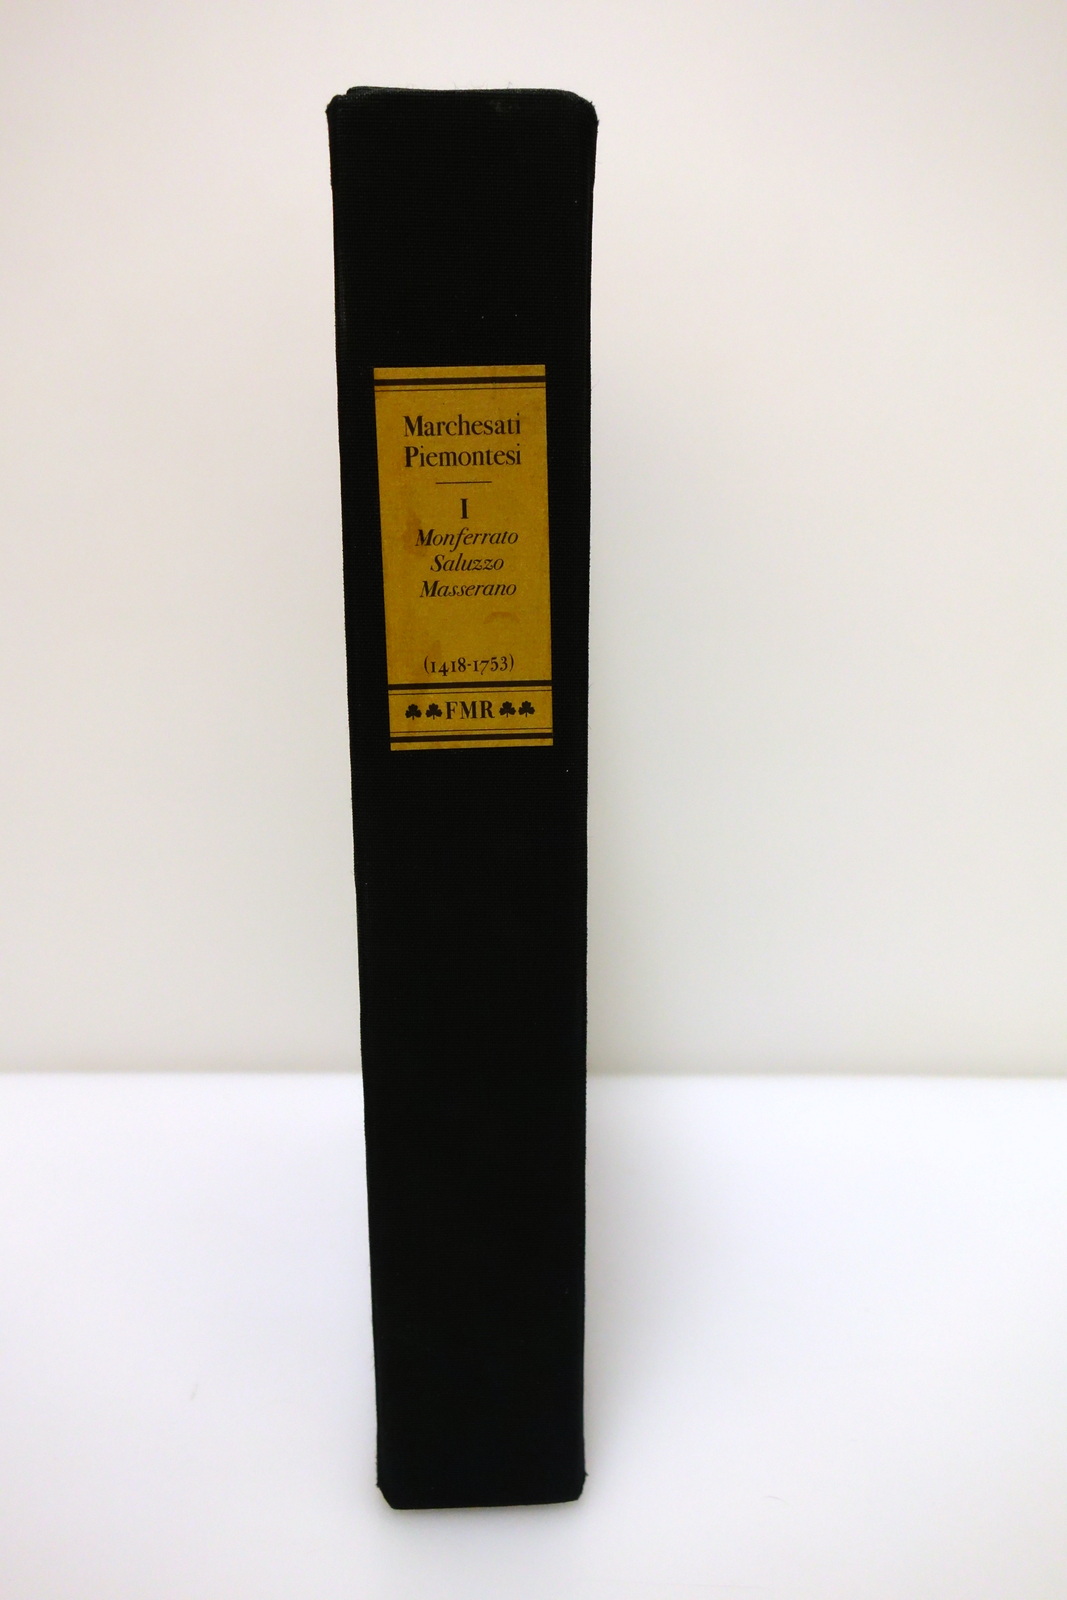 Marchesati
Piemontesi
I
Monferrato
Saluzzo
Masserano
(1418-1753)
♣♣FMR♣♣